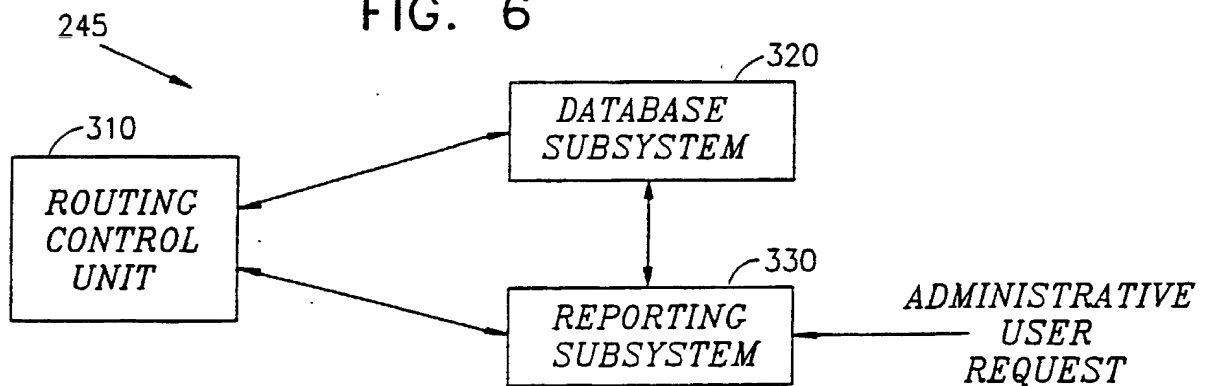 FIG. 6
245
320
DATABASE
SUBSYSTEM
310
ROUTING
CONTROL
UNIT
330
REPORTING
SUBSYSTEM
ADMINISTRATIVE
USER
REQUEST